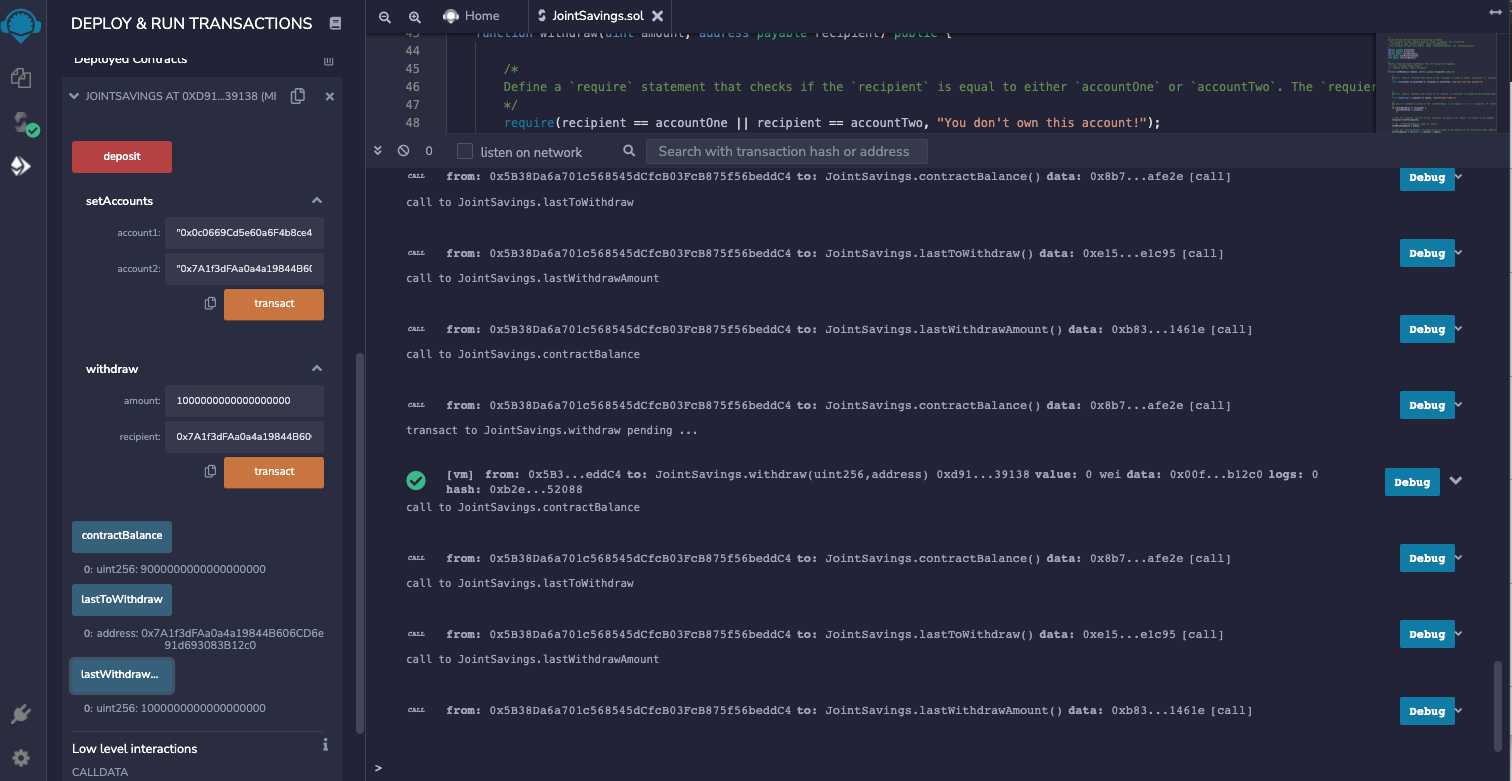 DEPLOY & RUN TRANSACTIONS
Deployed Contracts
JOINTSAVINGS AT 0XD91...39138 (ME
deposit
setAccounts
account1: "0x0c0669Cd5e60a6F4b8ce4
account2: "0x7A1f3dFAa0a4a19844B60
transact
withdraw
amount: 1000000000000000000
recipient: 0x7A1f3dFAa0a4a19844B60
transact
contractBalance
0: uint256: 9000000000000000000
lastToWithdraw
0: address: 0x7A1f3dFAa0a4a19844B606CD6e
91d693083B12c0
lastWithdraw...
0: uint256: 1000000000000000000
Low level interactions
i
CALLDATA
Home
JointSavings.sol
43 function withdraw(uint amount, address payable recipient) public {
44
45 /*
46 Define a `require` statement that checks if the `recipient` is equal to either `accountOne` or `accountTwo`. The `requier
47 */
48 require(recipient == accountOne || recipient == accountTwo, "You don't own this account!");
0 listen on network Search with transaction hash or address
CALL from: 0x5B38Da6a701c568545dCfcB03FcB875f56beddC4 to: JointSavings.contractBalance() data: 0x8b7...afe2e [call] Debug
call to JointSavings.lastToWithdraw
CALL from: 0x5B38Da6a701c568545dCfcB03FcB875f56beddC4 to: JointSavings.lastToWithdraw() data: 0xe15...e1c95 [call] Debug
call to JointSavings.lastWithdrawAmount
CALL from: 0x5B38Da6a701c568545dCfcB03FcB875f56beddC4 to: JointSavings.lastWithdrawAmount() data: 0xb83...1461e [call] Debug
call to JointSavings.contractBalance
CALL from: 0x5B38Da6a701c568545dCfcB03FcB875f56beddC4 to: JointSavings.contractBalance() data: 0x8b7...afe2e [call] Debug
transact to JointSavings.withdraw pending ...
[vm] from: 0x5B3...eddC4 to: JointSavings.withdraw(uint256,address) 0xd91...39138 value: 0 wei data: 0x00f...b12c0 logs: 0 Debug
hash: 0xb2e...52088
call to JointSavings.contractBalance
CALL from: 0x5B38Da6a701c568545dCfcB03FcB875f56beddC4 to: JointSavings.contractBalance() data: 0x8b7...afe2e [call] Debug
call to JointSavings.lastToWithdraw
CALL from: 0x5B38Da6a701c568545dCfcB03FcB875f56beddC4 to: JointSavings.lastToWithdraw() data: 0xe15...e1c95 [call] Debug
call to JointSavings.lastWithdrawAmount
CALL from: 0x5B38Da6a701c568545dCfcB03FcB875f56beddC4 to: JointSavings.lastWithdrawAmount() data: 0xb83...1461e [call] Debug
>